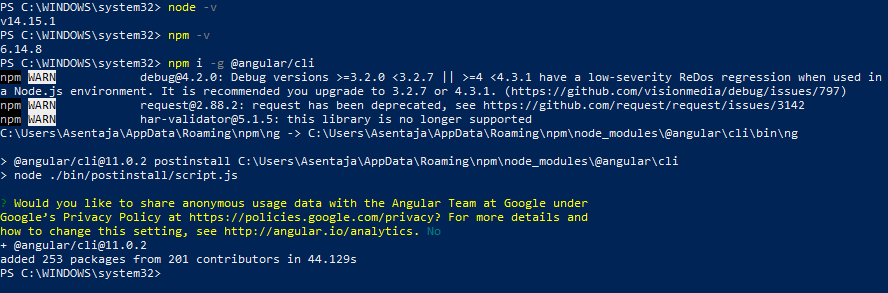 PS C:\WINDOWS\system32> node -v
v14.15.1
PS C:\WINDOWS\system32> npm -v
6.14.8
PS C:\WINDOWS\system32> npm i -g @angular/cli
npm WARN debug@4.2.0: Debug versions >=3.2.0 <3.2.7 || >=4 <4.3.1 have a low-severity ReDos regression when used in
a Node.js environment. It is recommended you upgrade to 3.2.7 or 4.3.1. (https://github.com/visionmedia/debug/issues/797)
npm WARN request@2.88.2: request has been deprecated, see https://github.com/request/request/issues/3142
npm WARN har-validator@5.1.5: this library is no longer supported
C:\Users\Asentaja\AppData\Roaming\npm\ng -> C:\Users\Asentaja\AppData\Roaming\npm\node_modules\@angular\cli\bin\ng
> @angular/cli@11.0.2 postinstall C:\Users\Asentaja\AppData\Roaming\npm\node_modules\@angular\cli
> node ./bin/postinstall/script.js
? Would you like to share anonymous usage data with the Angular Team at Google under
Google’s Privacy Policy at https://policies.google.com/privacy? For more details and
how to change this setting, see http://angular.io/analytics. No
+ @angular/cli@11.0.2
added 253 packages from 201 contributors in 44.129s
PS C:\WINDOWS\system32>